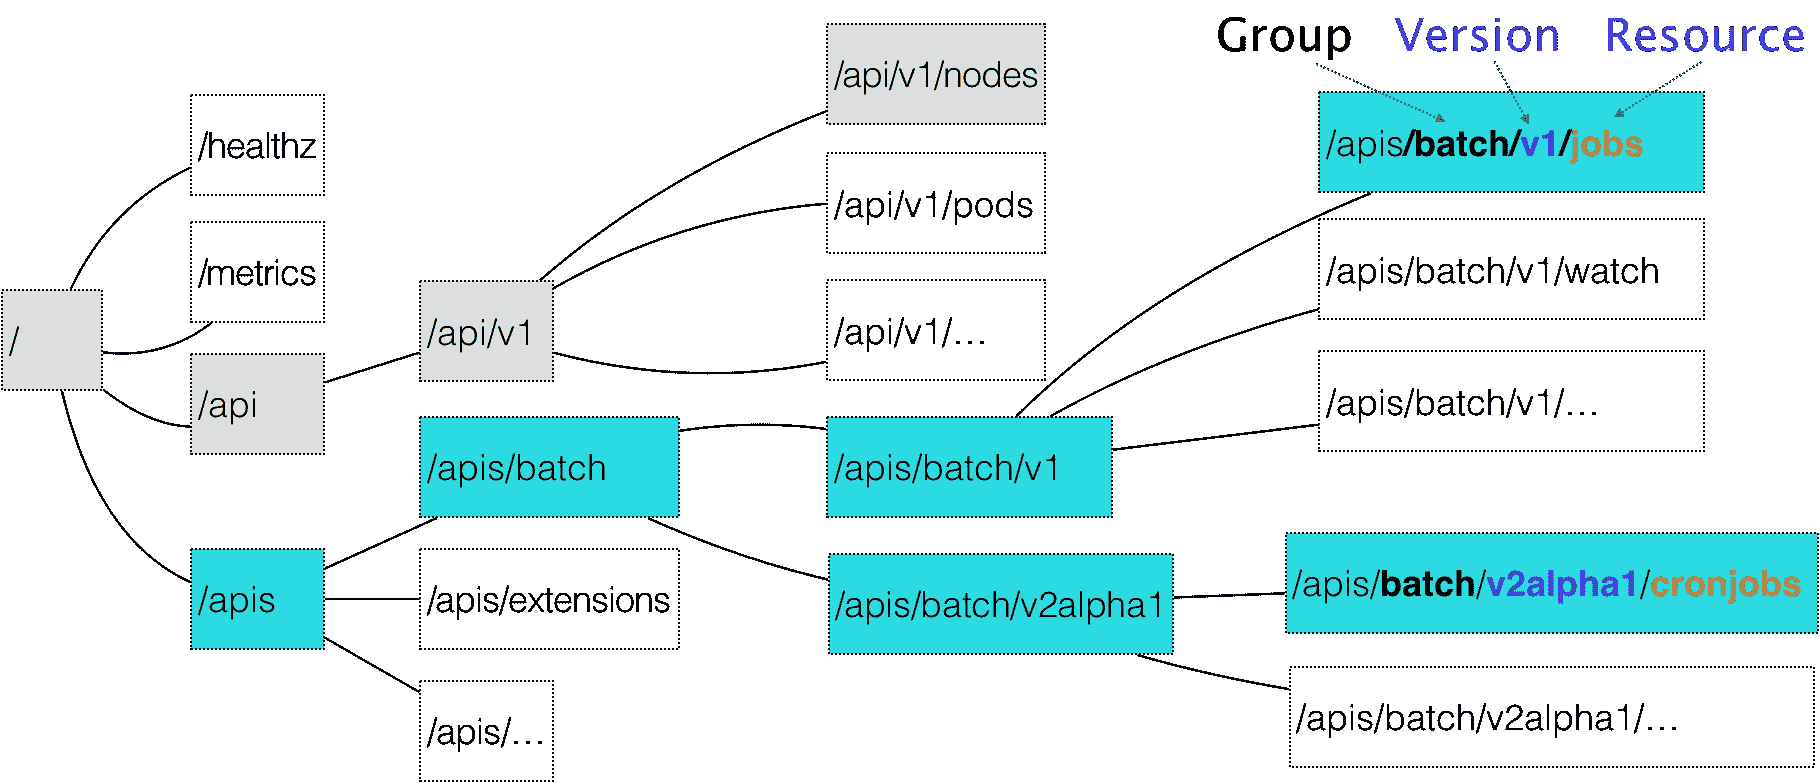 Group Version Resource
/
/healthz
/metrics
/api
/apis
/api/v1
/apis/batch
/apis/extensions
/apis/...
/api/v1/nodes
/api/v1/pods
/api/v1/...
/apis/batch/v1
/apis/batch/v2alpha1
/apis/batch/v1/jobs
/apis/batch/v1/watch
/apis/batch/v1/...
/apis/batch/v2alpha1/cronjobs
/apis/batch/v2alpha1/...